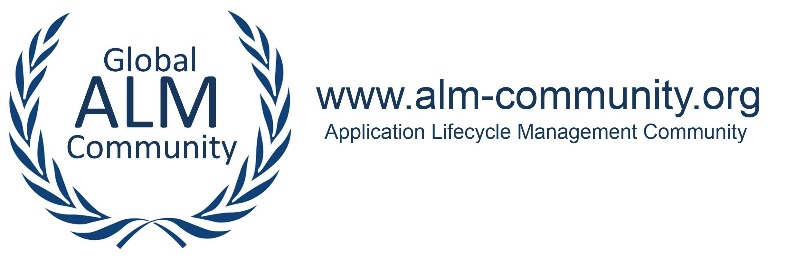 Global
ALM
Community
www.alm-community.org
Application Lifecycle Management Community